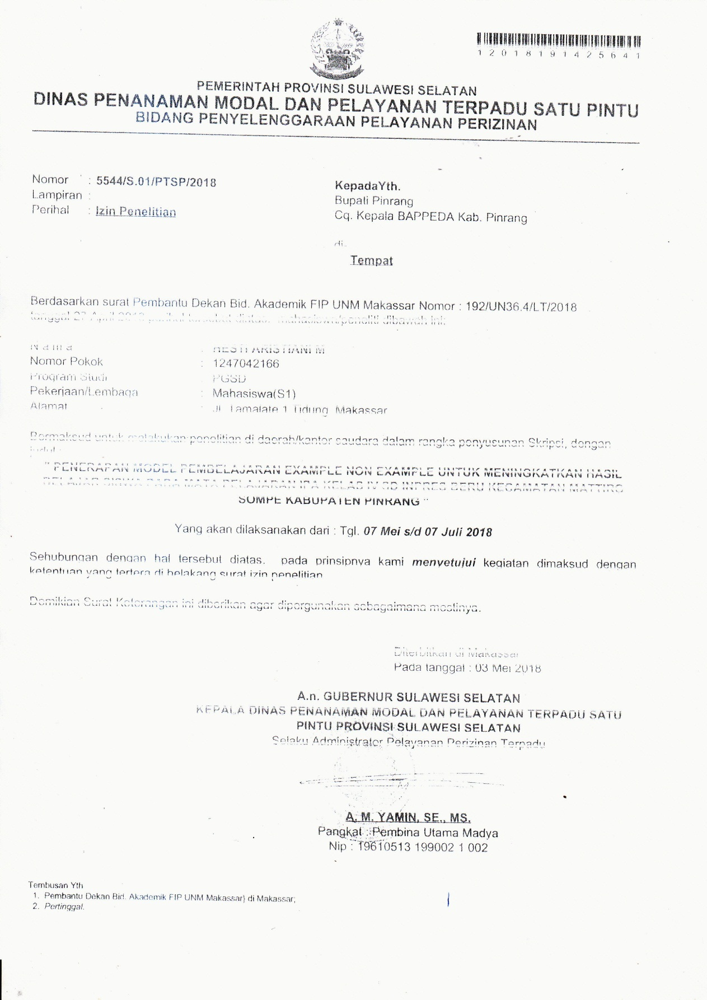 1 2 0 1 8 1 9 1 4 2 5 6 4 1
PEMERINTAH PROVINSI SULAWESI SELATAN
DINAS PENANAMAN MODAL DAN PELAYANAN TERPADU SATU PINTU
BIDANG PENYELENGGARAAN PELAYANAN PERIZINAN
Nomor : 5544/S.01/PTSP/2018
Lampiran :
Perihal : Izin Penelitian
KepadaYth.
Bupati Pinrang
Cq. Kepala BAPPEDA Kab. Pinrang
di-
Tempat
Berdasarkan surat Pembantu Dekan Bid. Akademik FIP UNM Makassar Nomor : 192/UN36.4/LT/2018
tanggal 27 April 2018 perihal tersebut diatas, mahasiswa/peneliti dibawah ini:
Nama : RESTI ARISTIANI M
Nomor Pokok : 1247042166
Program Studi : PGSD
Pekerjaan/Lembaga : Mahasiswa(S1)
Alamat : Jl. Tamalate 1 Tidung Makassar
Bermaksud untuk melakukan penelitian di daerah/kantor saudara dalam rangka penyusunan Skripsi, dengan
judul :
" PENERAPAN MODEL PEMBELAJARAN EXAMPLE NON EXAMPLE UNTUK MENINGKATKAN HASIL
BELAJAR SISWA PADA MATA PELAJARAN IPA KELAS IV SD INPRES BERU KECAMATAN MATTIRO
SOMPE KABUPATEN PINRANG "
Yang akan dilaksanakan dari : Tgl. 07 Mei s/d 07 Juli 2018
Sehubungan dengan hal tersebut diatas, pada prinsipnya kami menyetujui kegiatan dimaksud dengan
ketentuan yang tertera di belakang surat izin penelitian
Demikian Surat Keterangan ini diberikan agar dipergunakan sebagaimana mestinya.
Diterbitkan di Makassar
Pada tanggal : 03 Mei 2018
A.n. GUBERNUR SULAWESI SELATAN
KEPALA DINAS PENANAMAN MODAL DAN PELAYANAN TERPADU SATU
PINTU PROVINSI SULAWESI SELATAN
Selaku Administrator Pelayanan Perizinan Terpadu
A. M. YAMIN, SE., MS.
Pangkat : Pembina Utama Madya
Nip : 19610513 199002 1 002
Tembusan Yth
1. Pembantu Dekan Bid. Akademik FIP UNM Makassar) di Makassar;
2. Pertinggal.